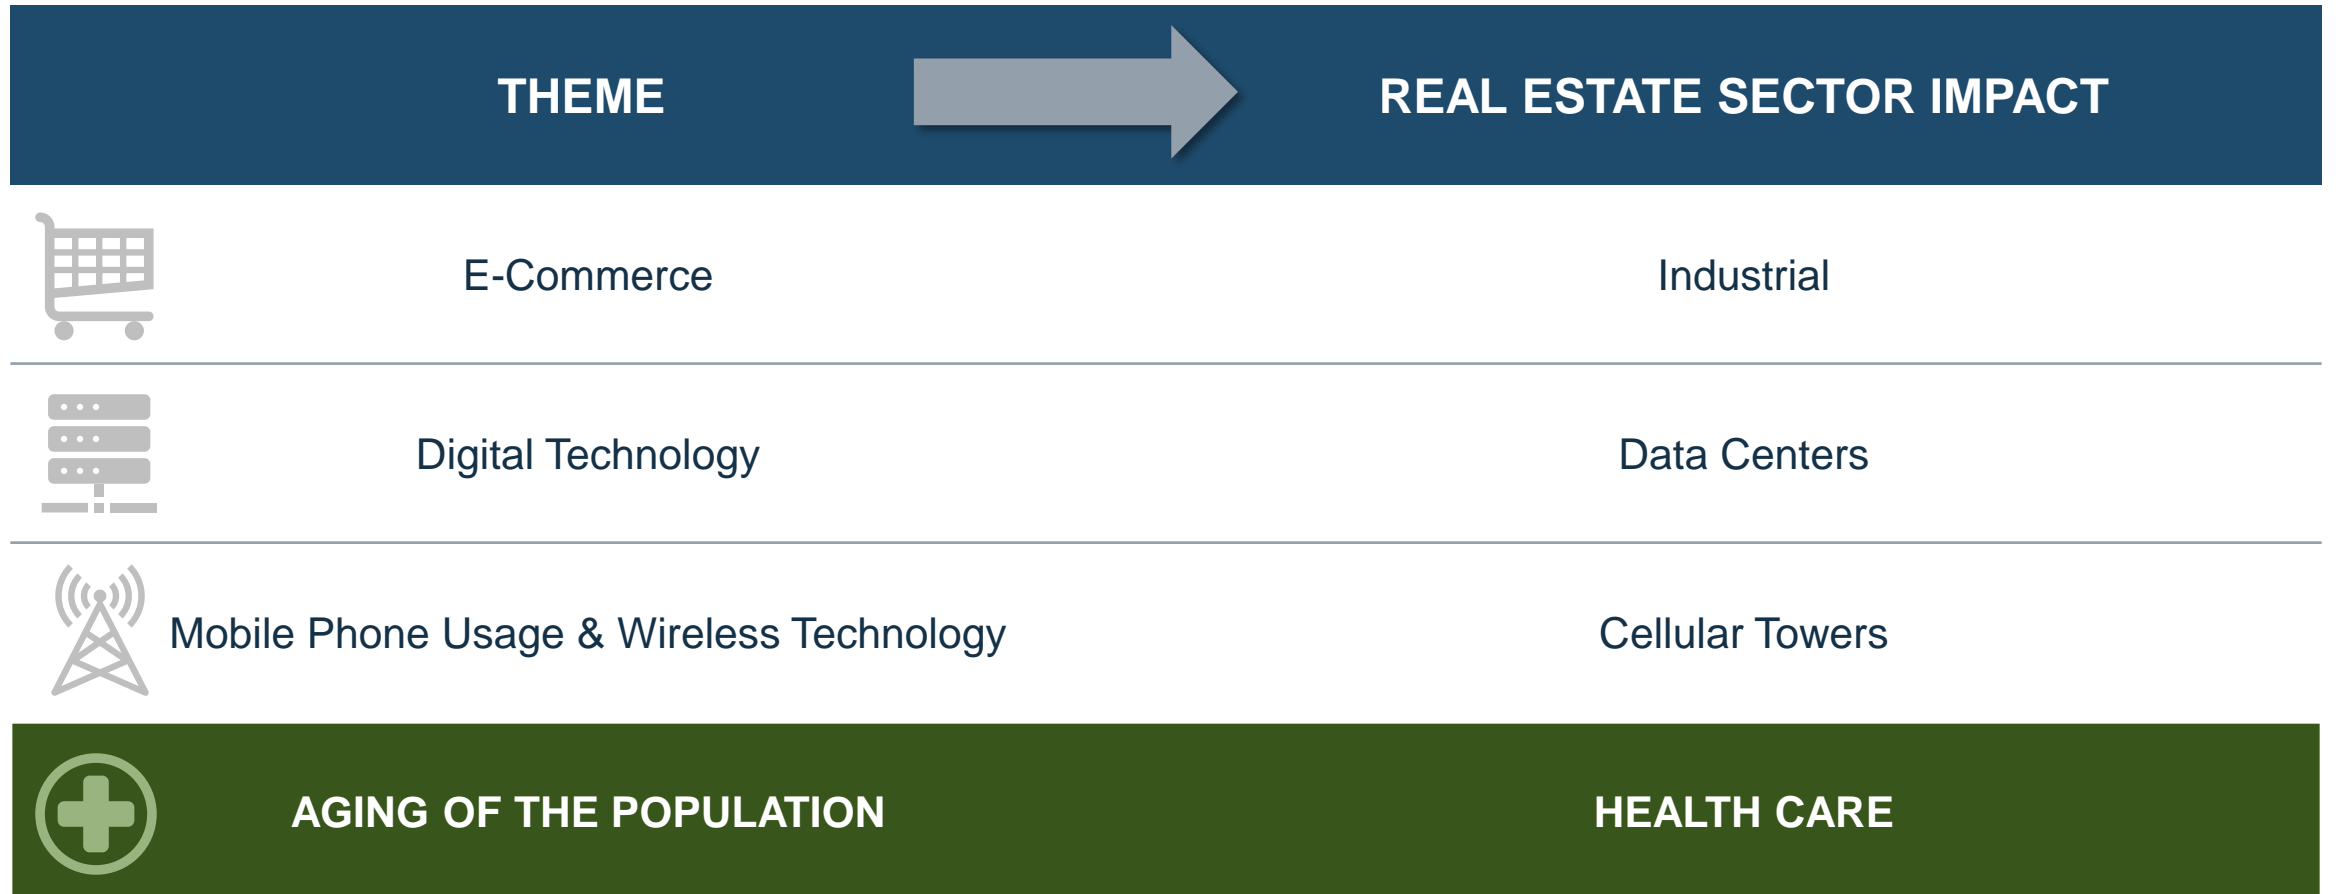 THEME
REAL ESTATE SECTOR IMPACT
E-Commerce
Industrial
Digital Technology
Data Centers
Mobile Phone Usage & Wireless Technology
Cellular Towers
AGING OF THE POPULATION
HEALTH CARE